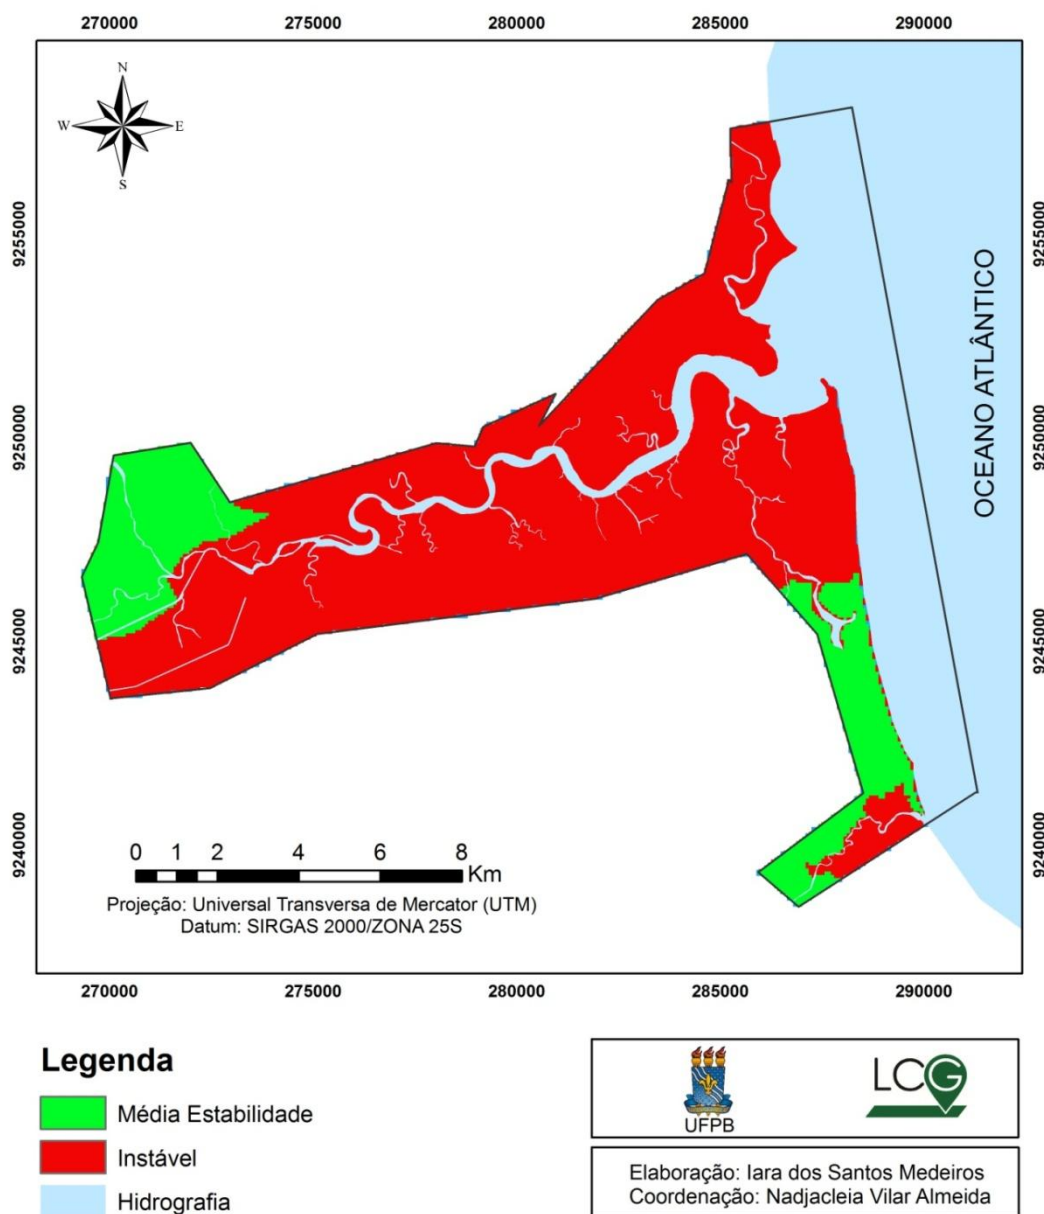 270000 275000 280000 285000 290000
N
W E
S
9255000 9255000
OCEANO ATLÂNTICO
9250000 9250000
9245000 9245000
9240000 9240000
0 1 2 4 6 8
Km
Projeção: Universal Transversa de Mercator (UTM)
Datum: SIRGAS 2000/ZONA 25S
270000 275000 280000 285000 290000
Legenda
Média Estabilidade
Instável
Hidrografia
UFPB
LCG
Elaboração: Iara dos Santos Medeiros
Coordenação: Nadjacleia Vilar Almeida